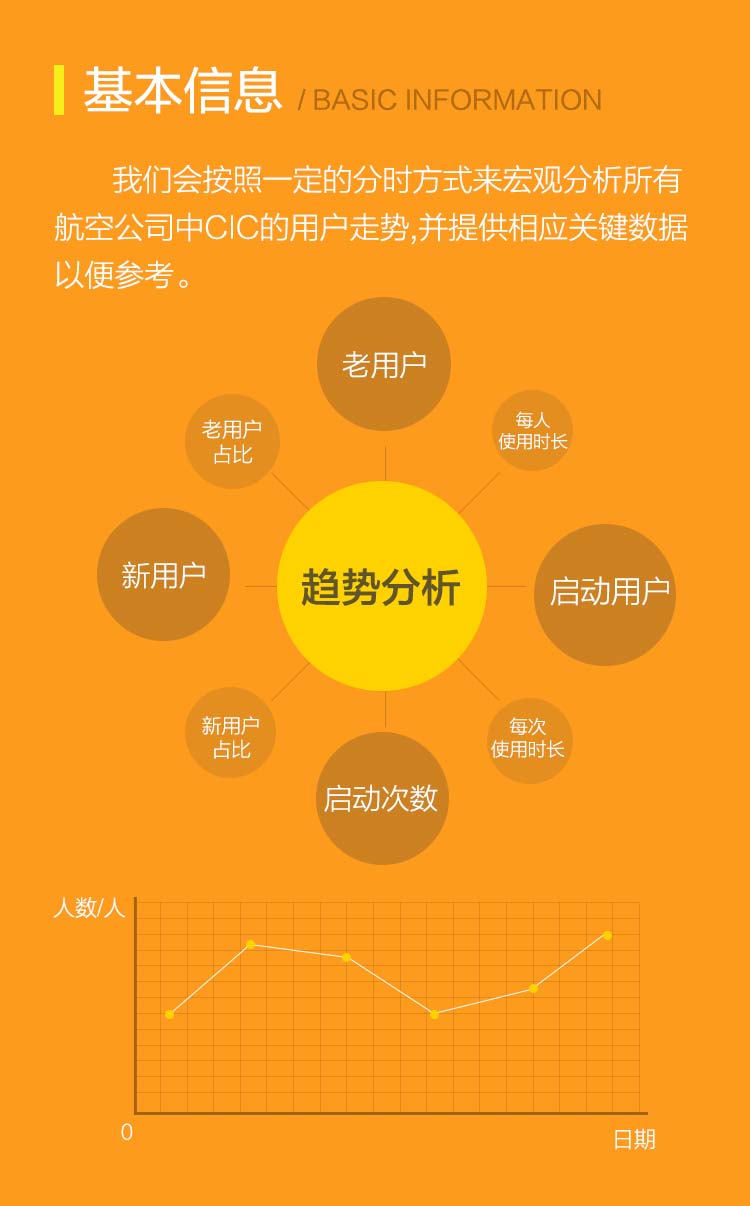 基本信息 / BASIC INFORMATION
我们会按照一定的分时方式来宏观分析所有
航空公司中CIC的用户走势,并提供相应关键数据
以便参考。
老用户
老用户
占比
每人
使用时长
新用户
趋势分析
启动用户
新用户
占比
每次
使用时长
启动次数
人数/人
0
日期